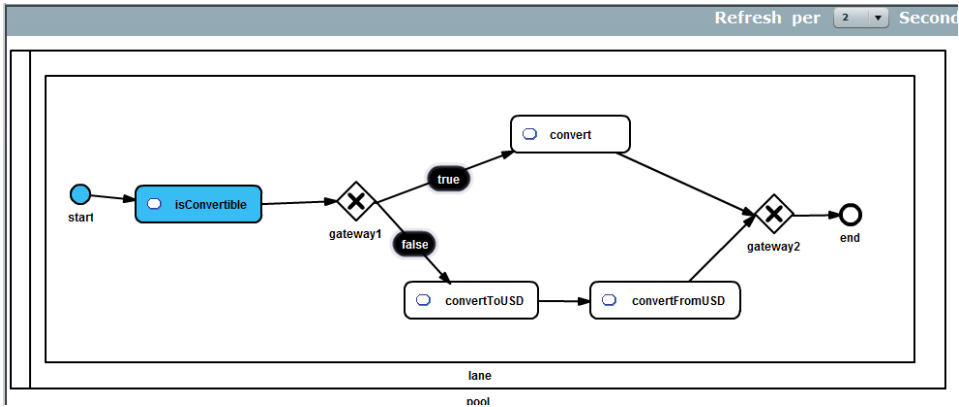 Refresh per 2 Second
convert
true
isConvertible
start
gateway1
end
false
gateway2
convertToUSD
convertFromUSD
lane
pool